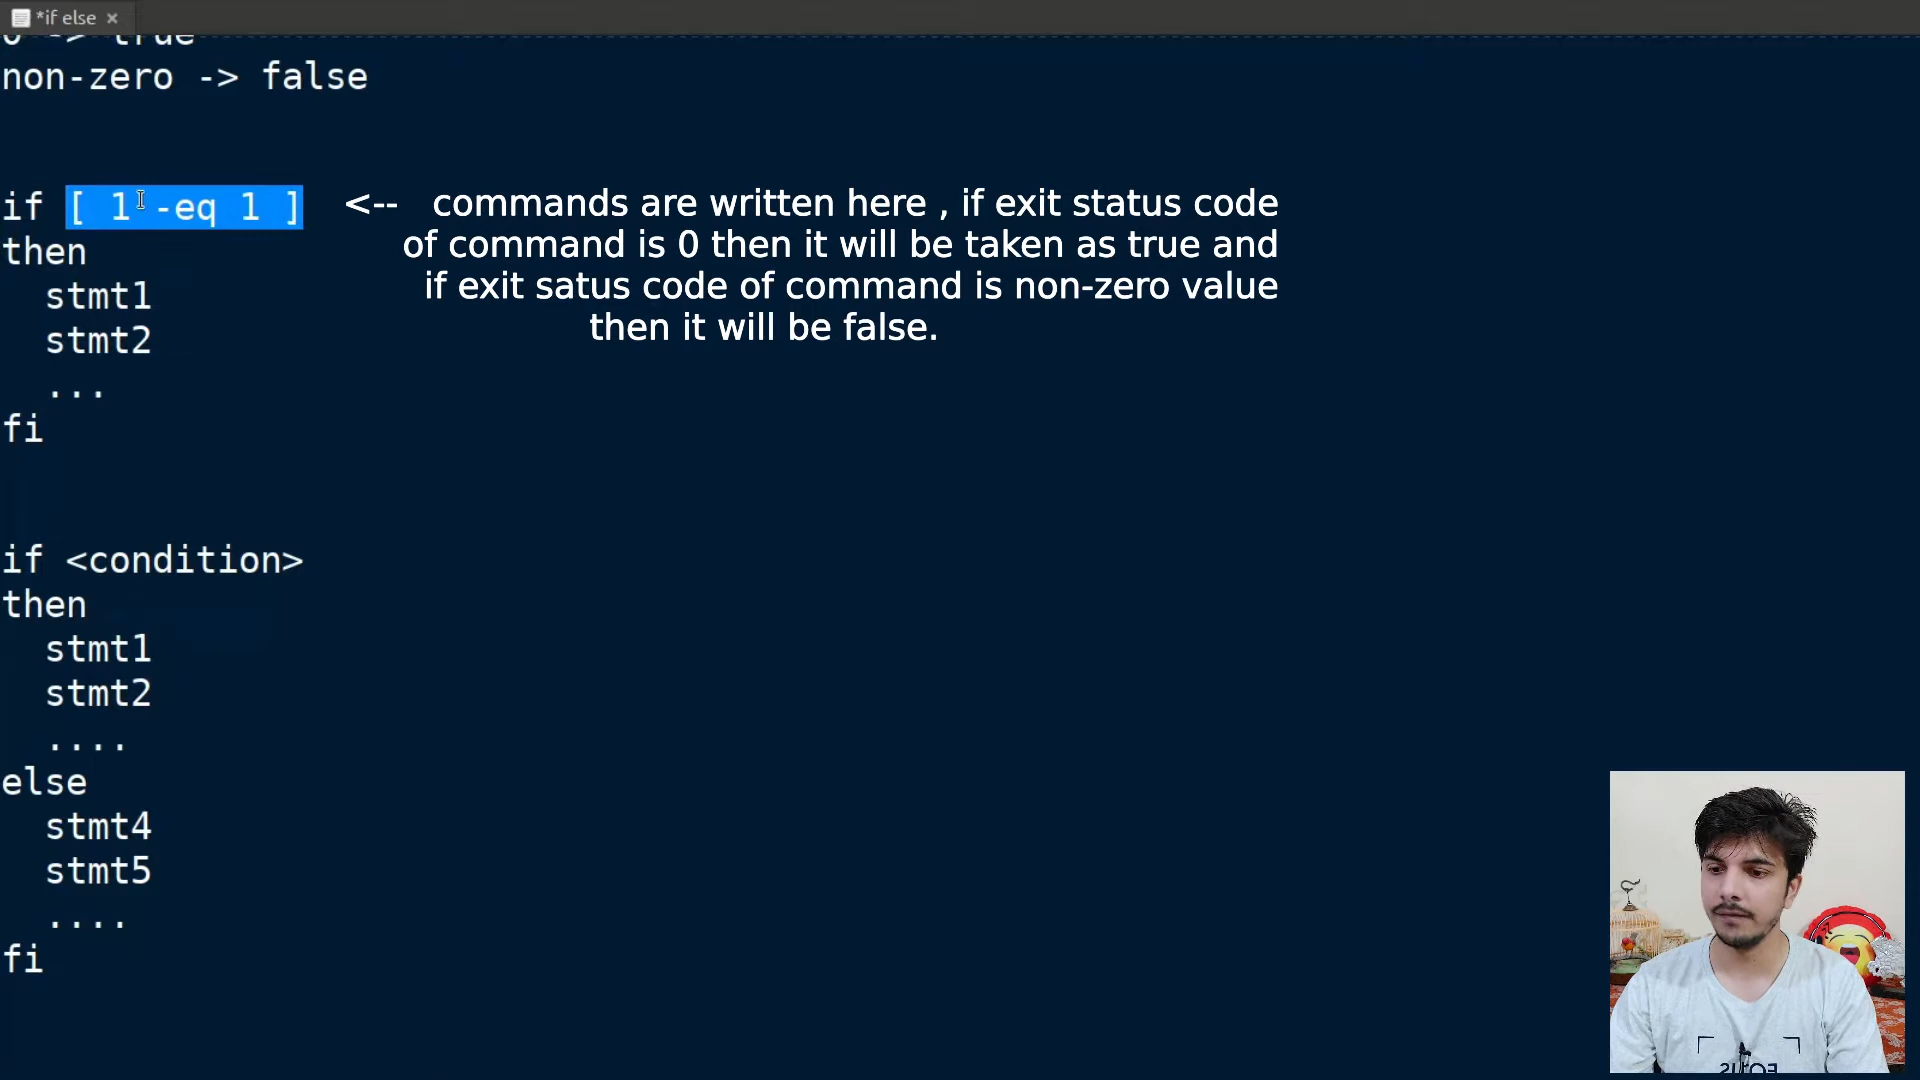 *if else ×
0 -> true
non-zero -> false
if [ 1 -eq 1 ] <-- commands are written here , if exit status code
of command is 0 then it will be taken as true and
if exit satus code of command is non-zero value
then it will be false.
then
stmt1
stmt2
...
fi
if <condition>
then
stmt1
stmt2
....
else
stmt4
stmt5
....
fi